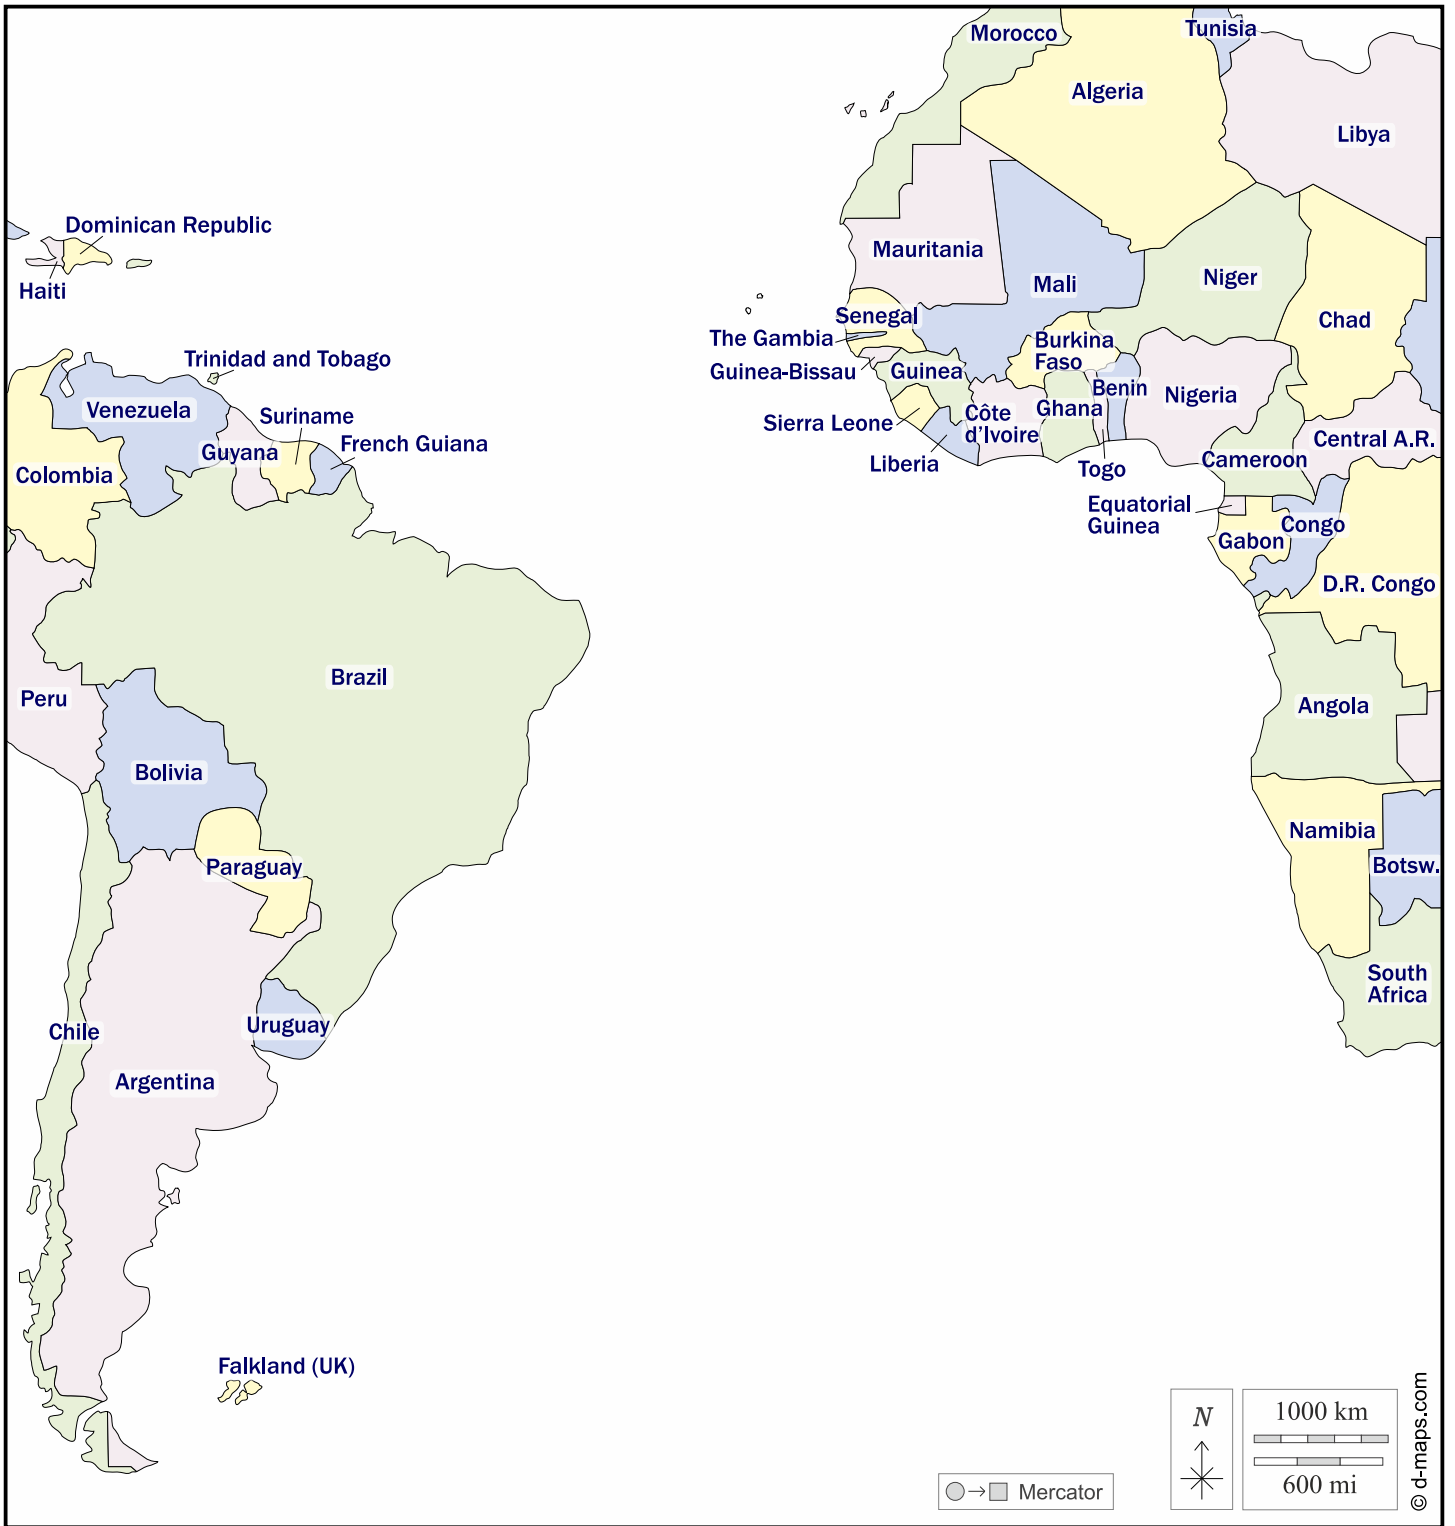 Morocco
Tunisia
Algeria
Libya
Dominican Republic
Haiti
Mauritania
Mali
Niger
Chad
Senegal
The Gambia
Guinea-Bissau
Guinea
Burkina
Faso
Benin
Nigeria
Trinidad and Tobago
Venezuela
Suriname
French Guiana
Guyana
Colombia
Sierra Leone
Liberia
Côte
d'Ivoire
Ghana
Togo
Central A.R.
Cameroon
Equatorial
Guinea
Congo
Gabon
D.R. Congo
Brazil
Peru
Angola
Bolivia
Namibia
Paraguay
Botsw.
South
Africa
Chile
Uruguay
Argentina
Falkland (UK)
N
1000 km
600 mi
Mercator
© d-maps.com